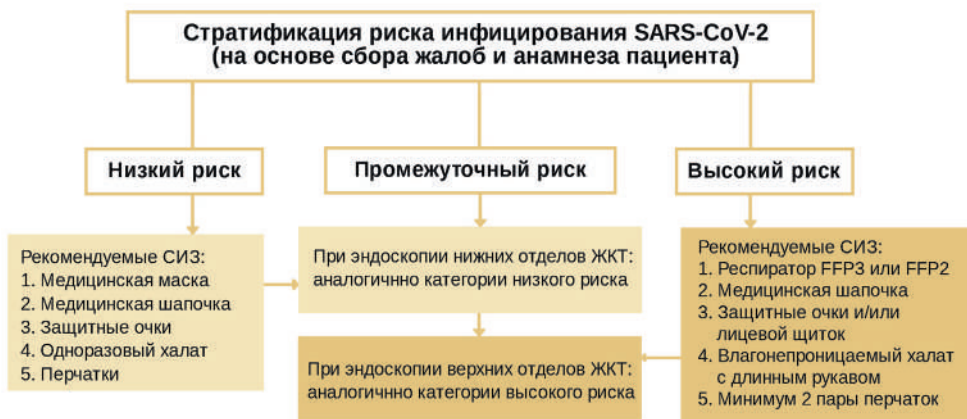 Стратификация риска инфицирования SARS-CoV-2
(на основе сбора жалоб и анамнеза пациента)
Низкий риск
Промежуточный риск
Высокий риск
Рекомендуемые СИЗ:
1. Медицинская маска
2. Медицинская шапочка
3. Защитные очки
4. Одноразовый халат
5. Перчатки
При эндоскопии нижних отделов ЖКТ:
аналогичнно категории низкого риска
При эндоскопии верхних отделов ЖКТ:
аналогичнно категории высокого риска
Рекомендуемые СИЗ:
1. Респиратор FFP3 или FFP2
2. Медицинская шапочка
3. Защитные очки и/или
лицевой щиток
4. Влагонепроницаемый халат
с длинным рукавом
5. Минимум 2 пары перчаток